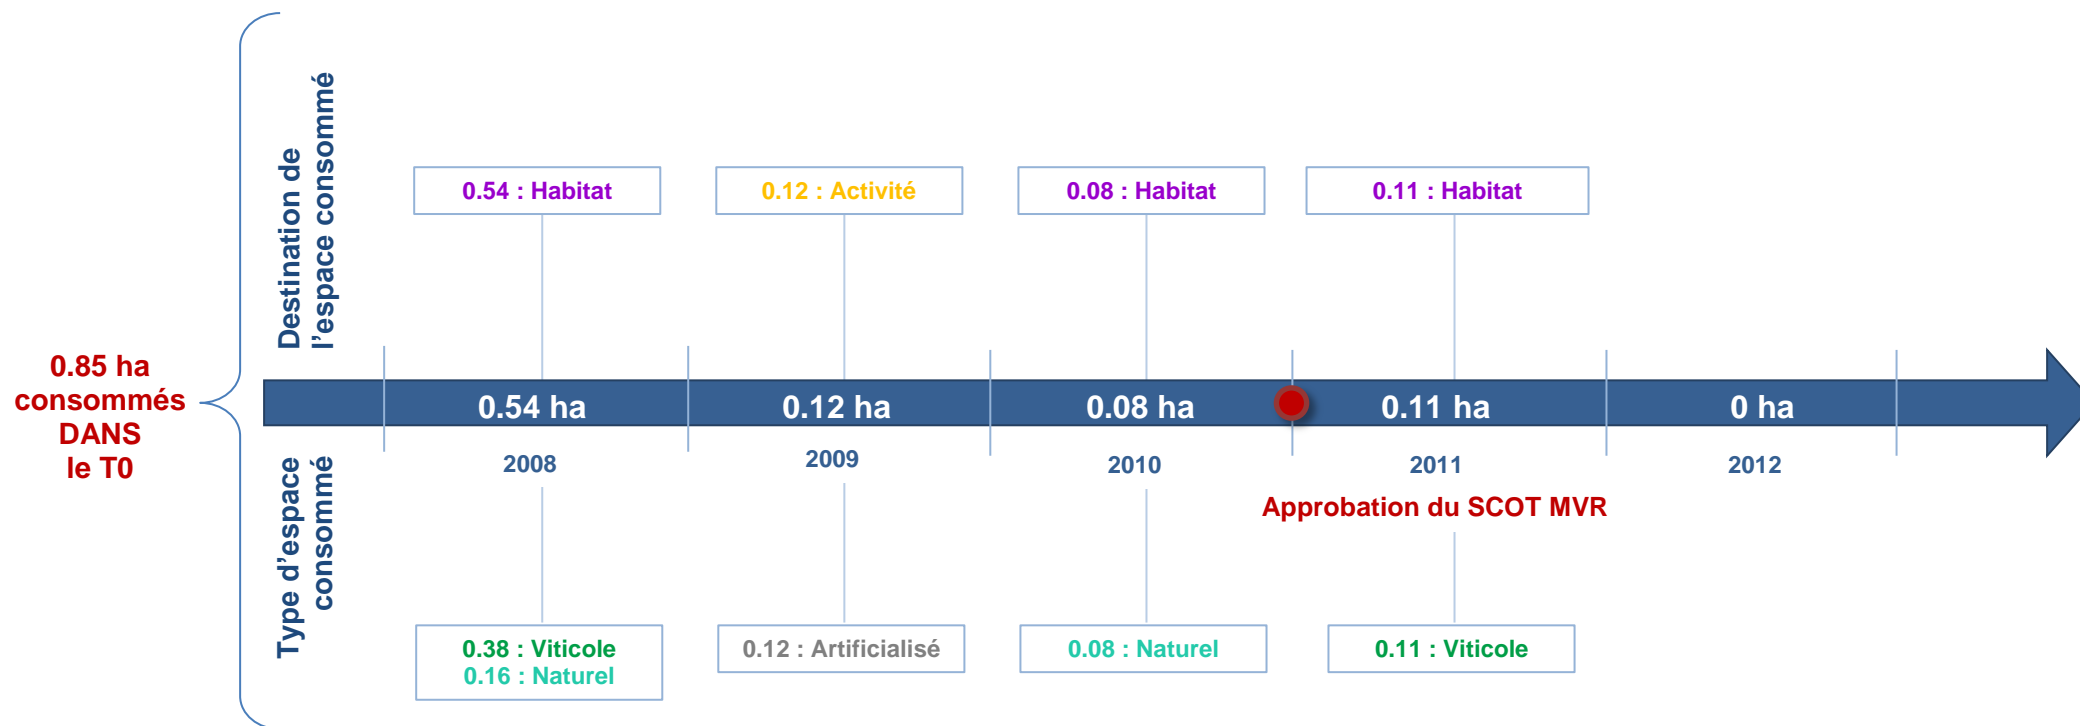 Destination de
l’espace consommé
0.54 : Habitat
0.12 : Activité
0.08 : Habitat
0.11 : Habitat
0.85 ha
consommés
DANS
le T0
0.54 ha
0.12 ha
0.08 ha
0.11 ha
0 ha
2008
2009
2010
2011
2012
Approbation du SCOT MVR
Type d’espace
consommé
0.38 : Viticole
0.16 : Naturel
0.12 : Artificialisé
0.08 : Naturel
0.11 : Viticole